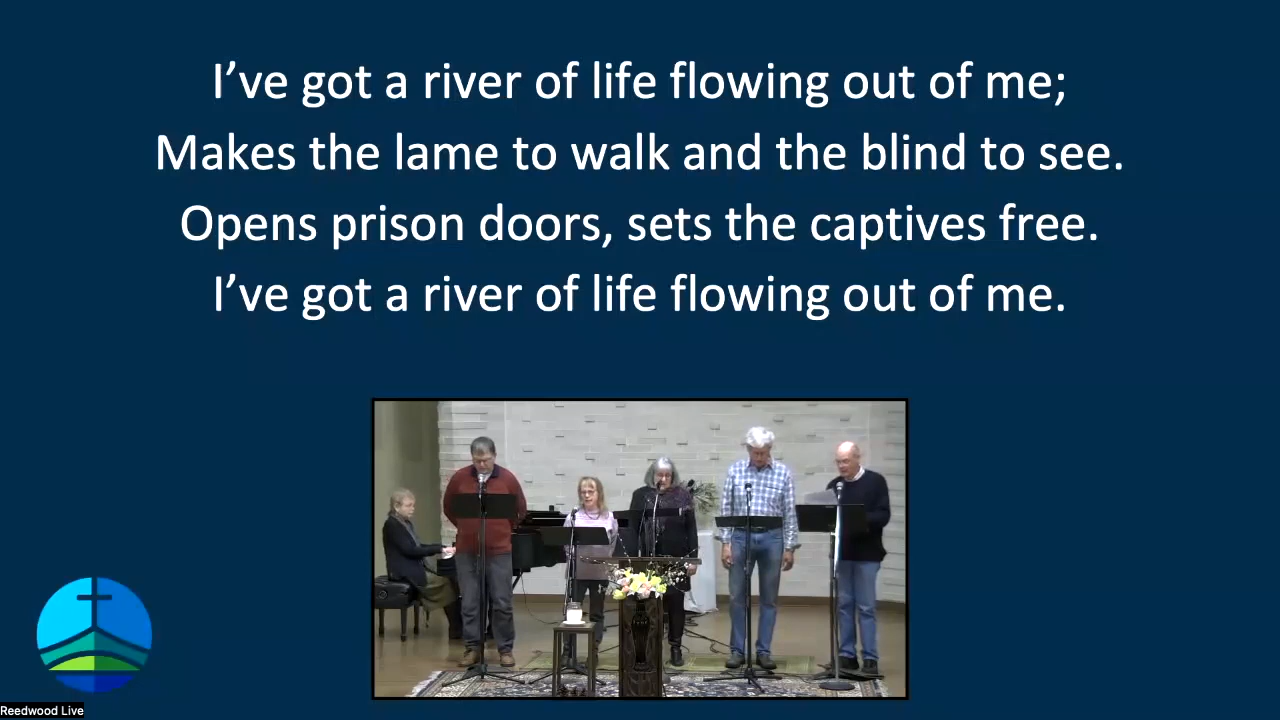 I’ve got a river of life flowing out of me;
Makes the lame to walk and the blind to see.
Opens prison doors, sets the captives free.
I’ve got a river of life flowing out of me.
Reedwood Live